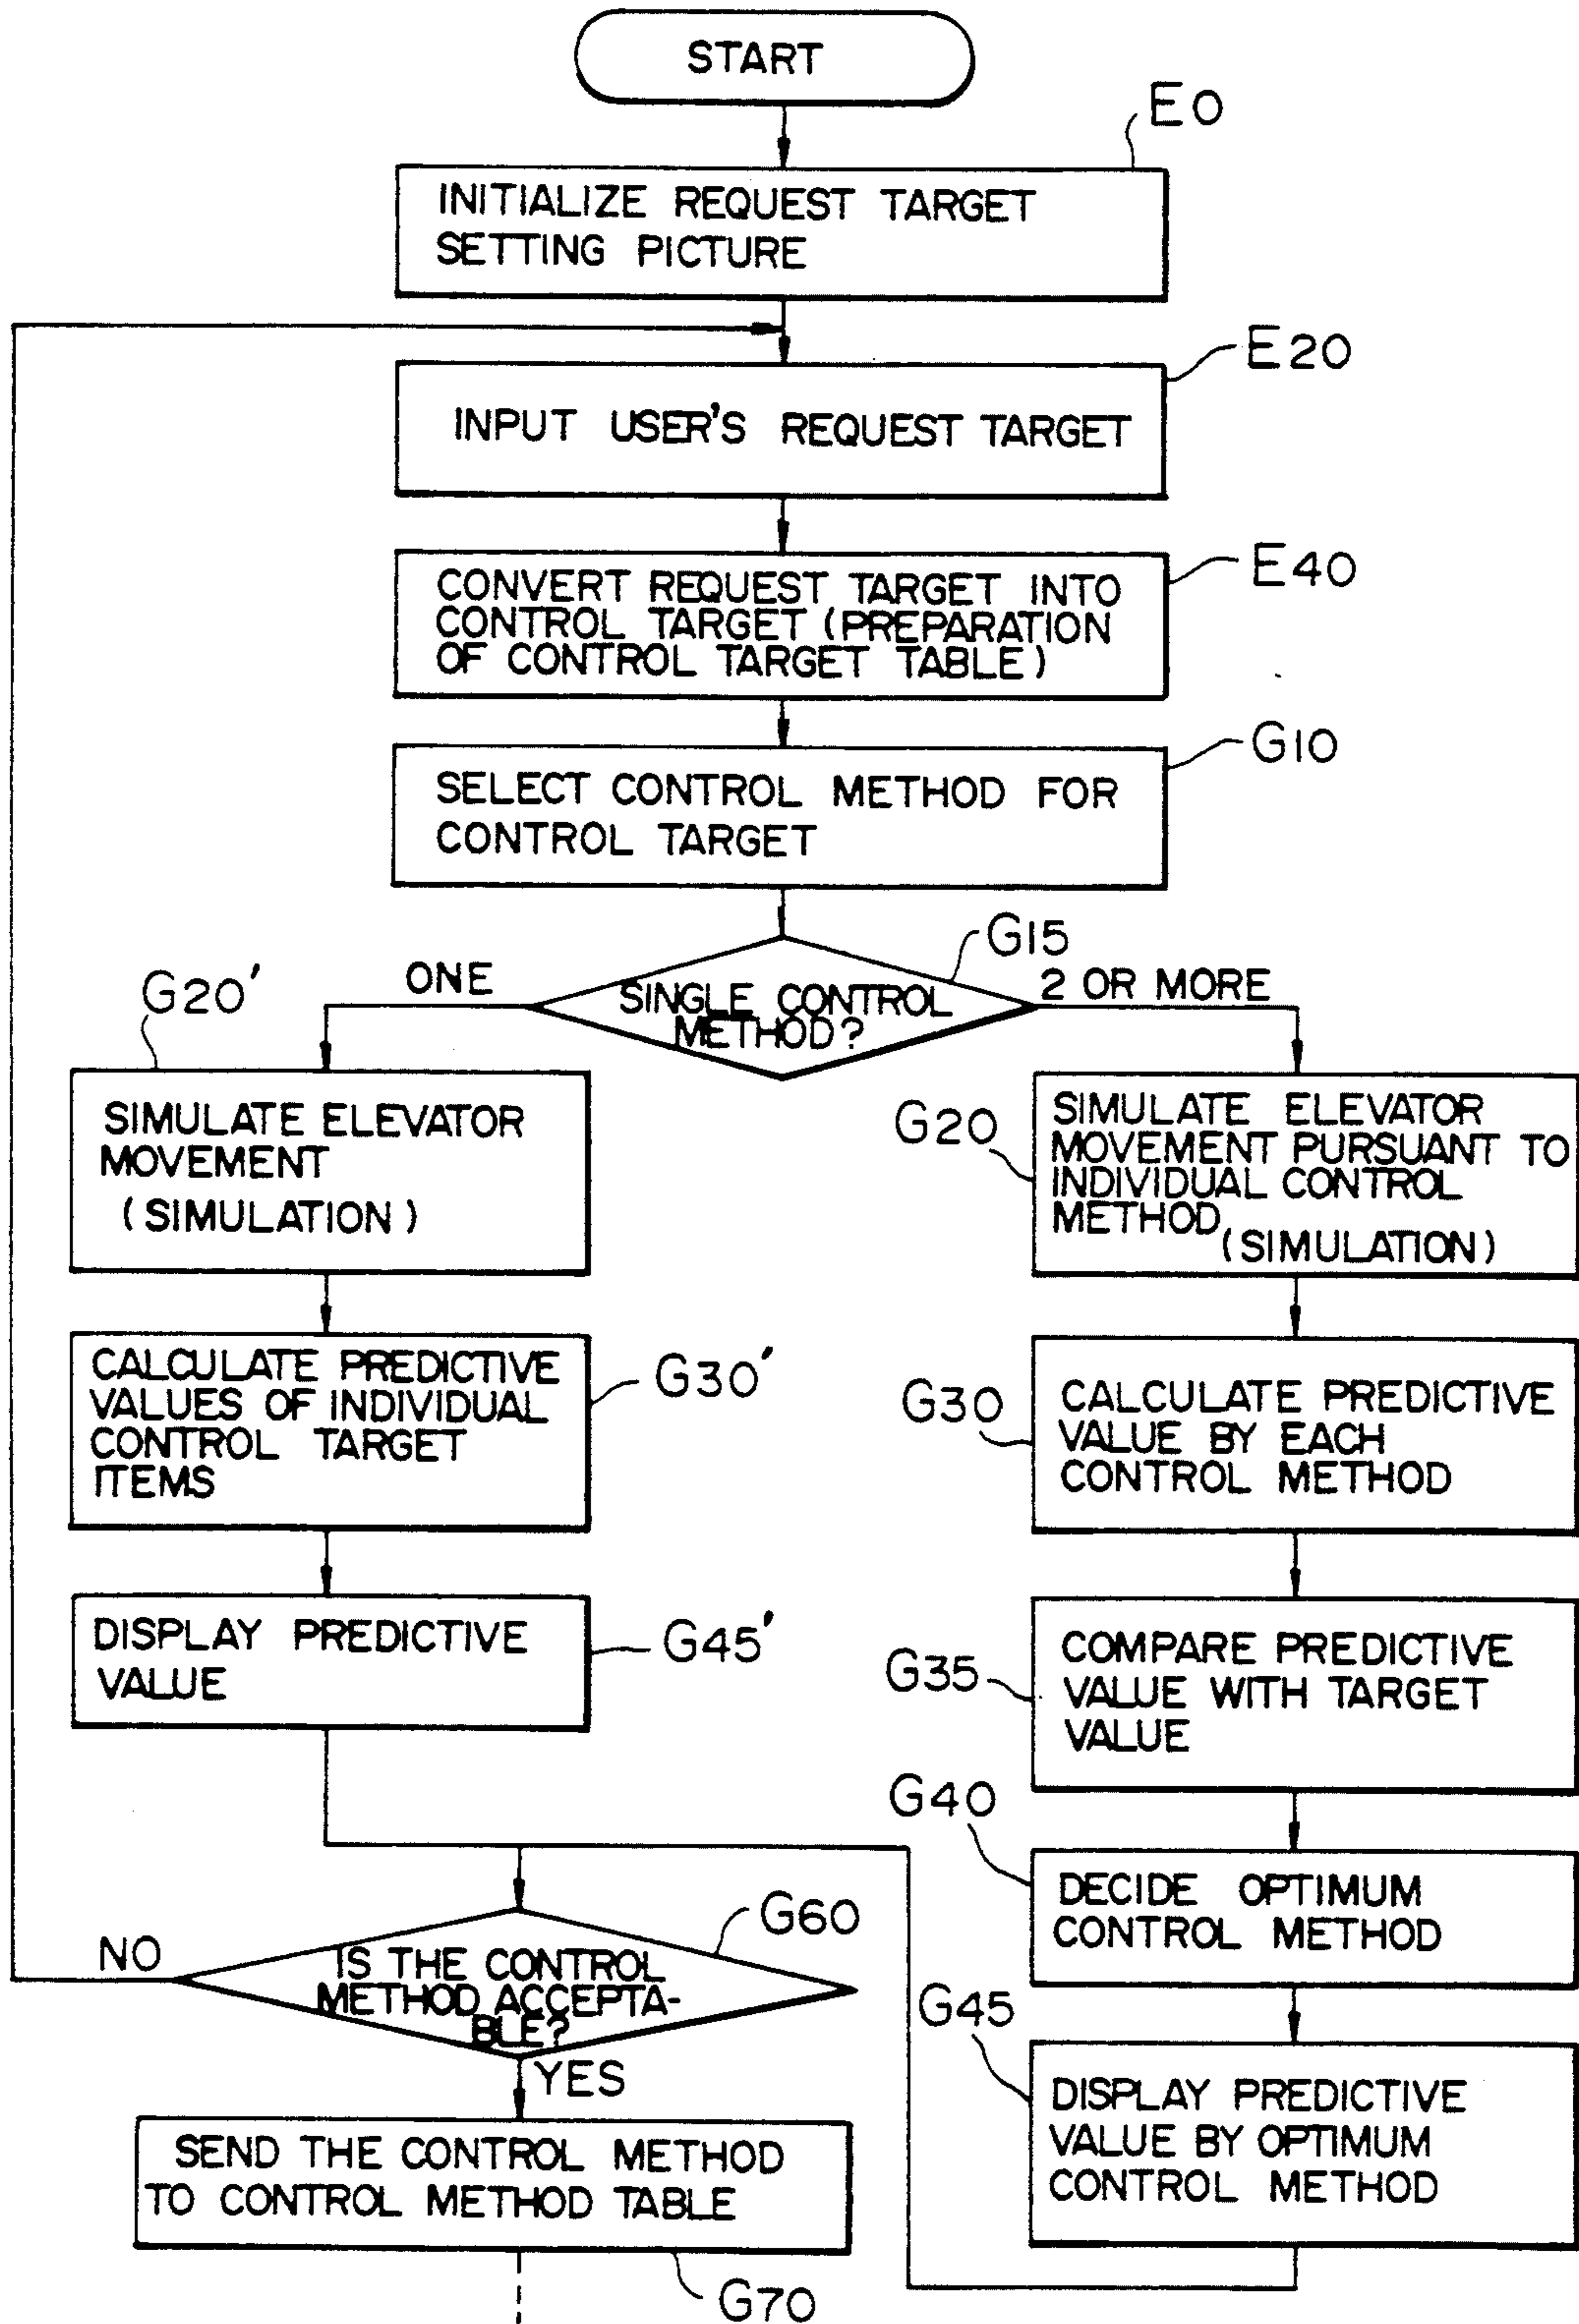 START
E0
INITIALIZE REQUEST TARGET
SETTING PICTURE
E20
INPUT USER'S REQUEST TARGET
E40
CONVERT REQUEST TARGET INTO
CONTROL TARGET (PREPARATION
OF CONTROL TARGET TABLE)
G10
SELECT CONTROL METHOD FOR
CONTROL TARGET
G15
SINGLE CONTROL
METHOD?
ONE
2 OR MORE
G20'
SIMULATE ELEVATOR
MOVEMENT
(SIMULATION)
G30'
CALCULATE PREDICTIVE
VALUES OF INDIVIDUAL
CONTROL TARGET
ITEMS
G45'
DISPLAY PREDICTIVE
VALUE
G20
SIMULATE ELEVATOR
MOVEMENT PURSUANT TO
INDIVIDUAL CONTROL
METHOD
(SIMULATION)
G30
CALCULATE PREDICTIVE
VALUE BY EACH
CONTROL METHOD
G35
COMPARE PREDICTIVE
VALUE WITH TARGET
VALUE
G40
DECIDE OPTIMUM
CONTROL METHOD
G45
DISPLAY PREDICTIVE
VALUE BY OPTIMUM
CONTROL METHOD
G60
IS THE CONTROL
METHOD ACCEPTA-
BLE?
NO
YES
SEND THE CONTROL METHOD
TO CONTROL METHOD TABLE
G70